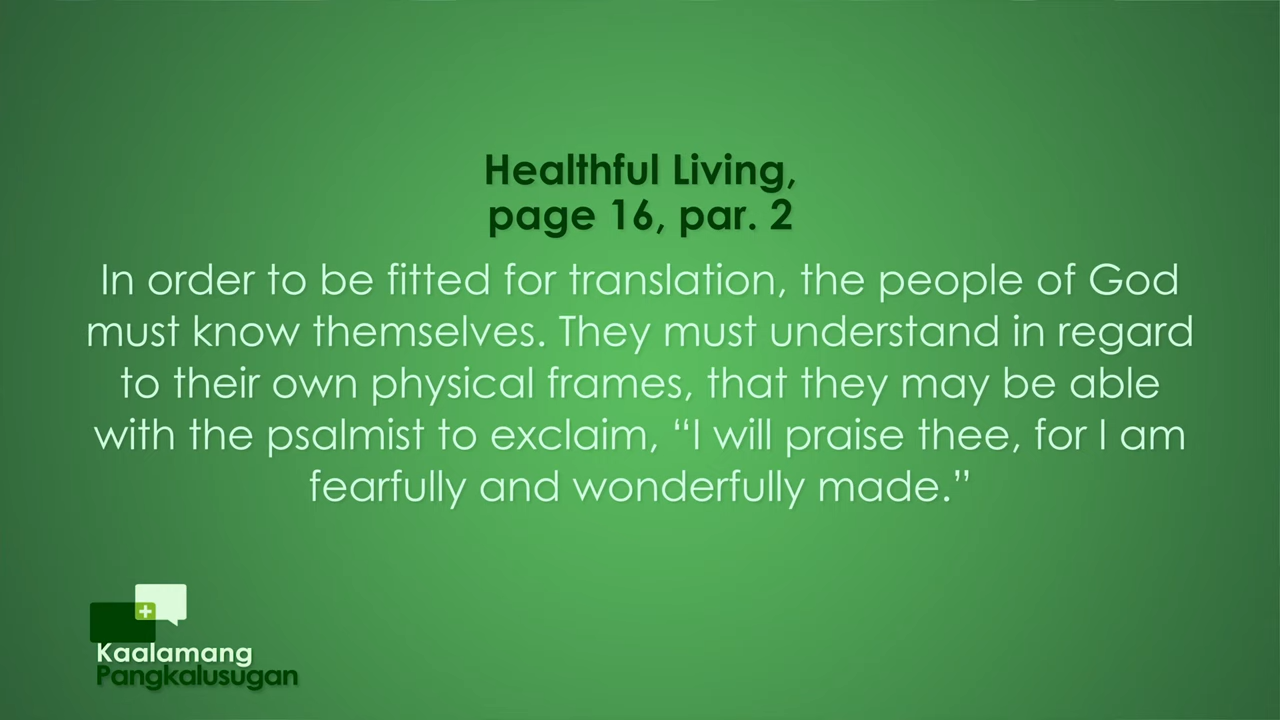 Healthful Living,
page 16, par. 2
In order to be fitted for translation, the people of God
must know themselves. They must understand in regard
to their own physical frames, that they may be able
with the psalmist to exclaim, “I will praise thee, for I am
fearfully and wonderfully made.”
Kaalamang
Pangkalusugan